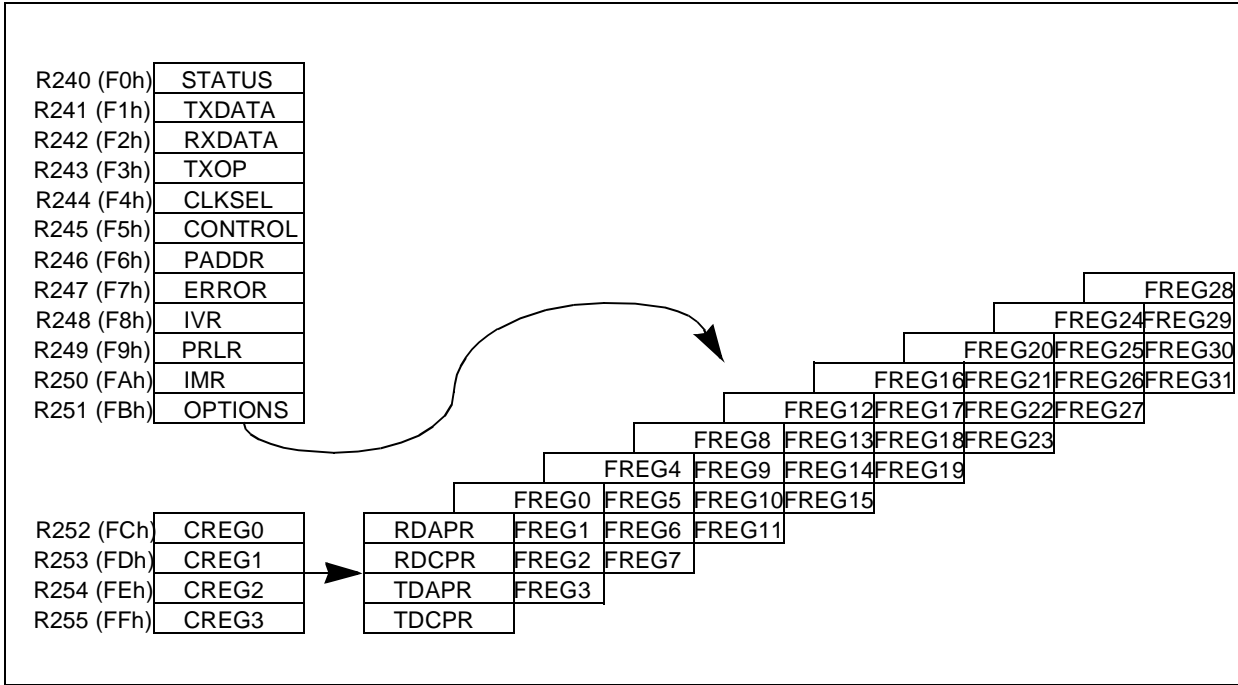 R240 (F0h) STATUS
R241 (F1h) TXDATA
R242 (F2h) RXDATA
R243 (F3h) TXOP
R244 (F4h) CLKSEL
R245 (F5h) CONTROL
R246 (F6h) PADDR
R247 (F7h) ERROR FREG28
R248 (F8h) IVR FREG24 FREG29
R249 (F9h) PRLR FREG20 FREG25 FREG30
R250 (FAh) IMR FREG16 FREG21 FREG26 FREG31
R251 (FBh) OPTIONS FREG12 FREG17 FREG22 FREG27
FREG8 FREG13 FREG18 FREG23
FREG4 FREG9 FREG14 FREG19
FREG0 FREG5 FREG10 FREG15
R252 (FCh) CREG0 RDAPR FREG1 FREG6 FREG11
R253 (FDh) CREG1 RDCPR FREG2 FREG7
R254 (FEh) CREG2 TDAPR FREG3
R255 (FFh) CREG3 TDCPR